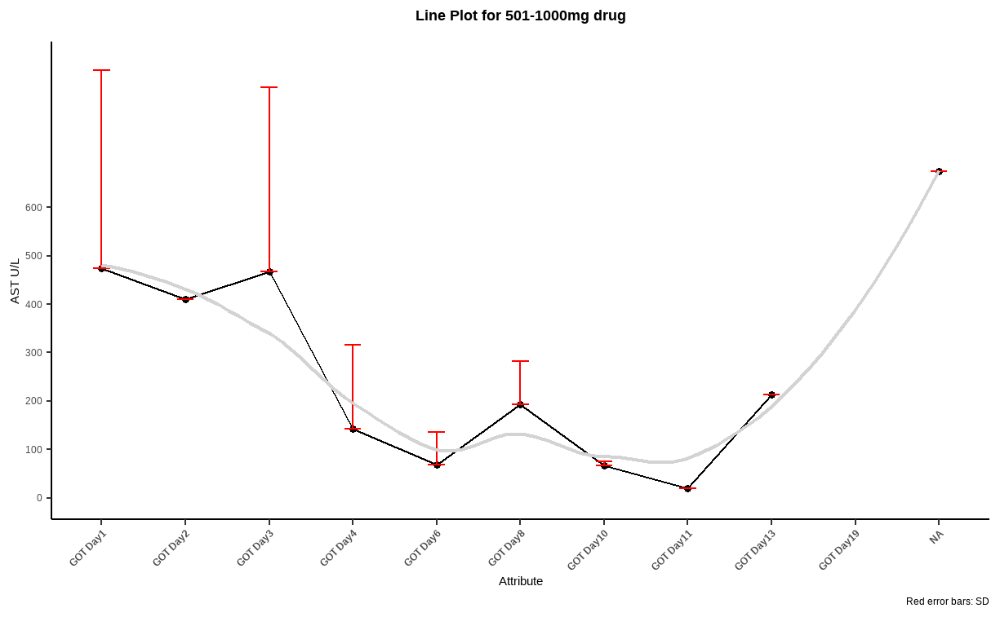 Line Plot for 501-1000mg drug
AST U/L
600
500
400
300
200
100
0
GOT Day1
GOT Day2
GOT Day3
GOT Day4
GOT Day6
GOT Day8
GOT Day10
GOT Day11
GOT Day13
GOT Day19
NA
Attribute
Red error bars: SD